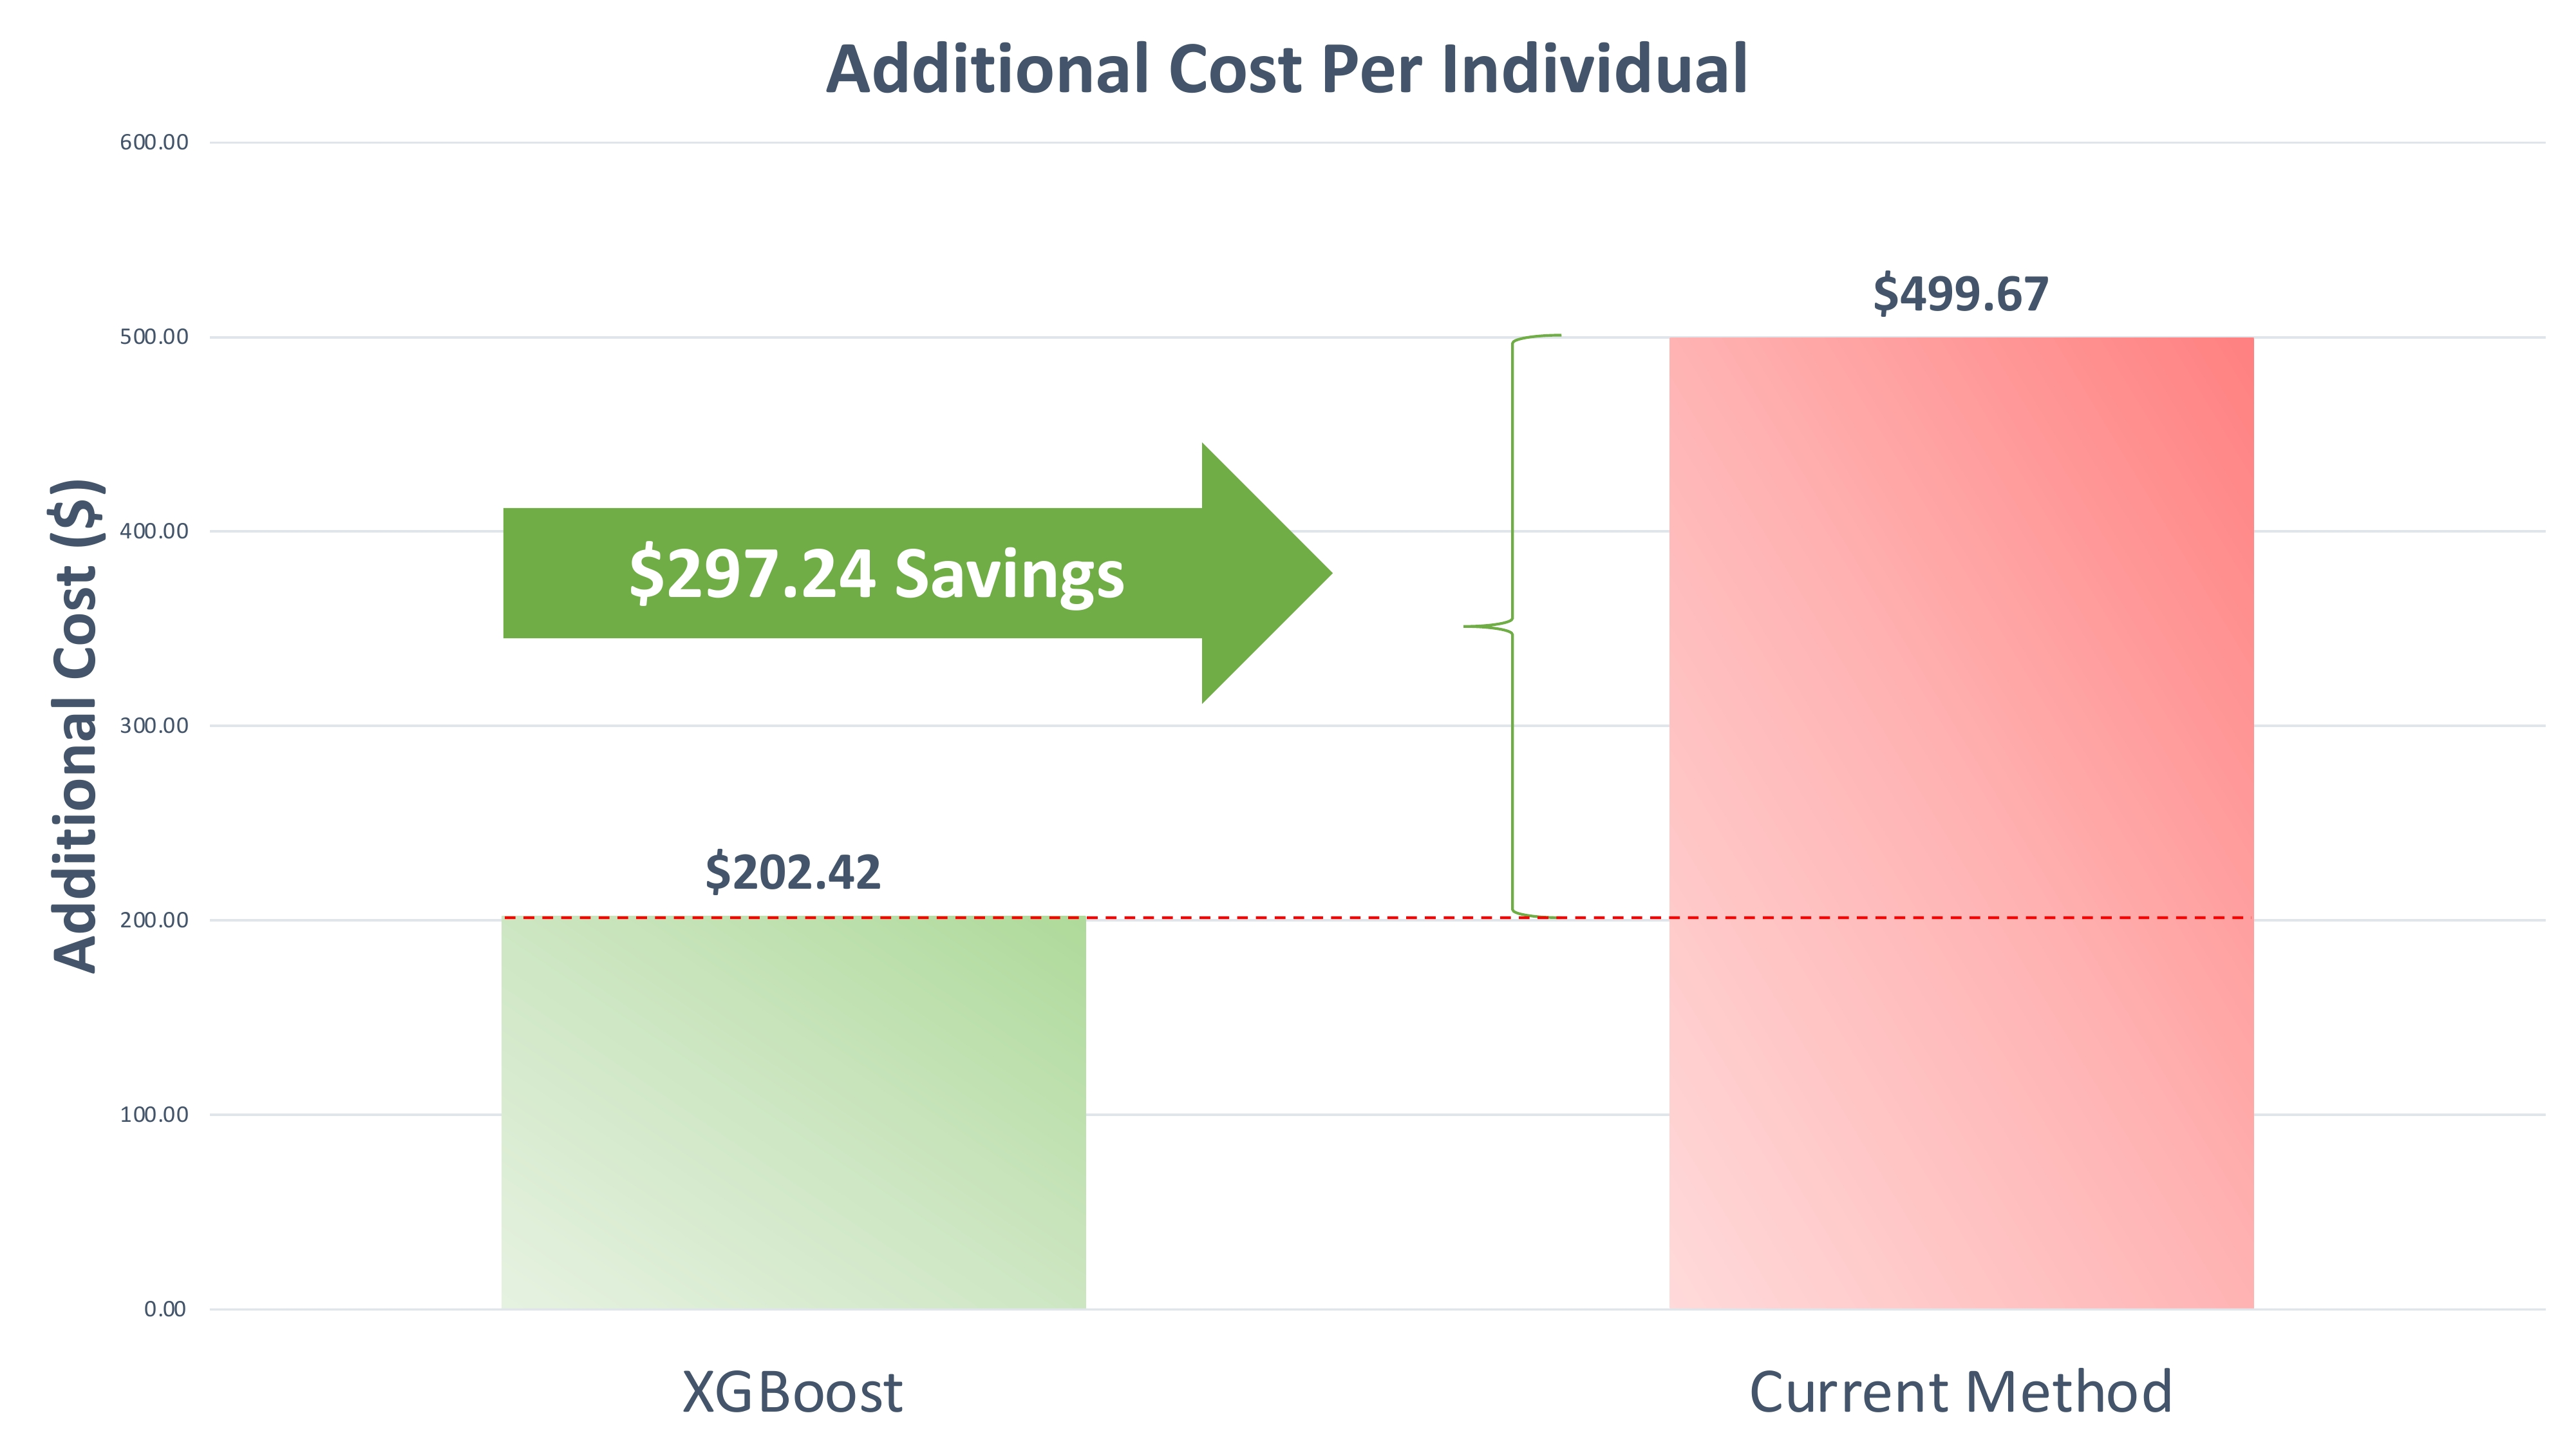 Additional Cost Per Individual
Additional Cost ($)
600.00
500.00
400.00
300.00
200.00
100.00
0.00
$499.67
$297.24 Savings
$202.42
XGBoost
Current Method